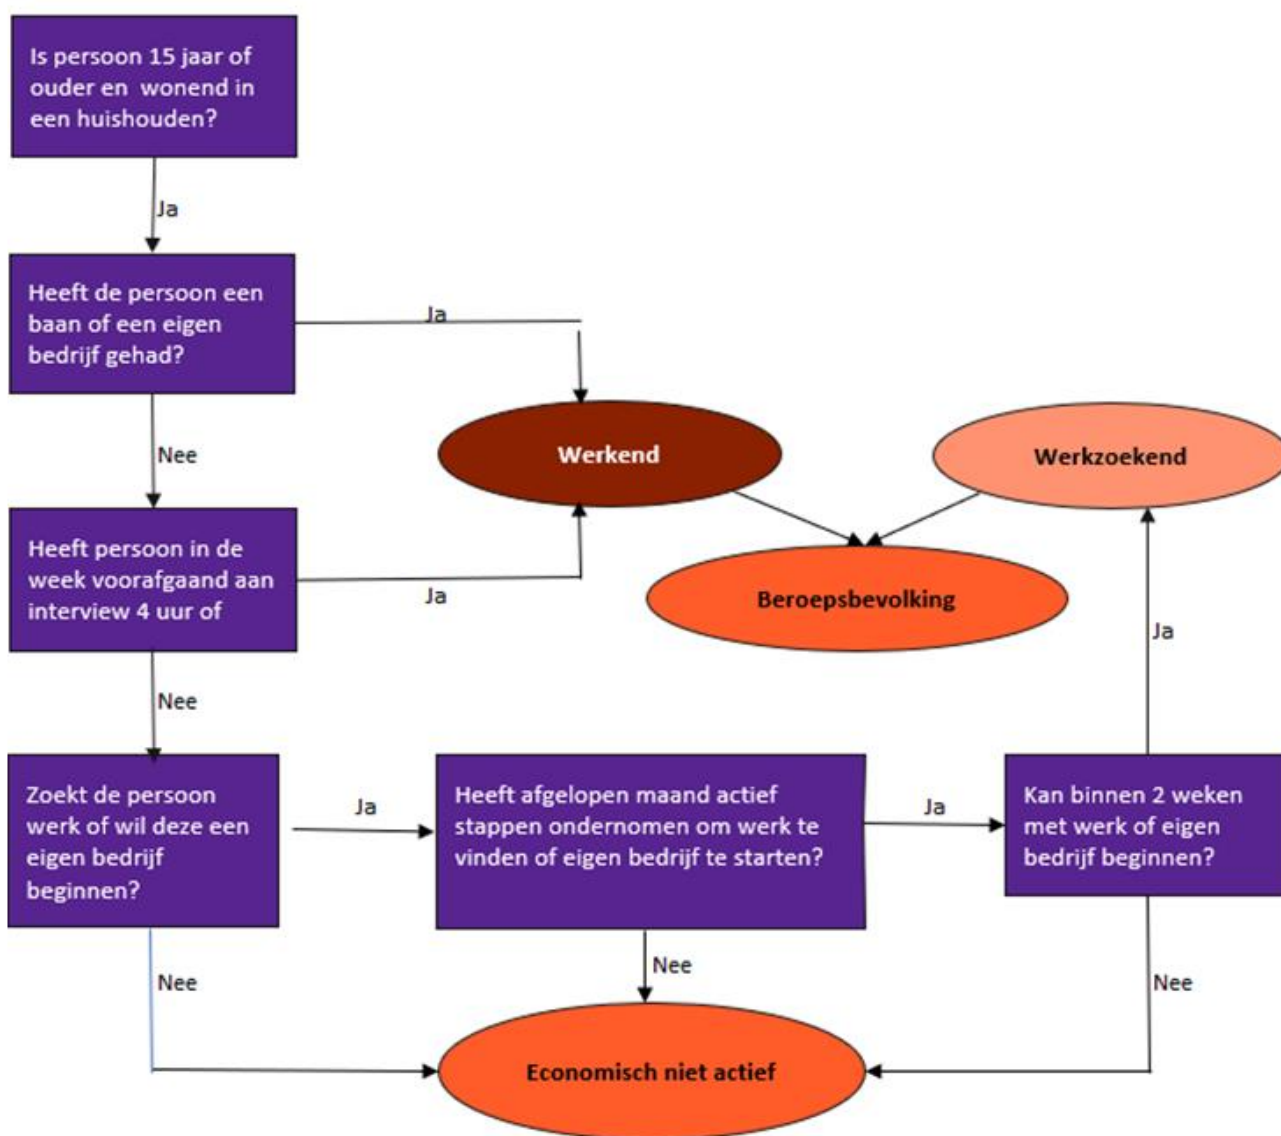 Is persoon 15 jaar of
ouder en wonend in
een huishouden?
Ja
Heeft de persoon een
baan of een eigen
bedrijf gehad?
Ja
Nee
Werkend
Werkzoekend
Heeft persoon in de
week voorafgaand aan
interview 4 uur of
Ja
Beroepsbevolking
Ja
Nee
Zoekt de persoon
werk of wil deze een
eigen bedrijf
beginnen?
Ja
Heeft afgelopen maand actief
stappen ondernomen om werk te
vinden of eigen bedrijf te starten?
Ja
Kan binnen 2 weken
met werk of eigen
bedrijf beginnen?
Nee
Nee
Nee
Economisch niet actief